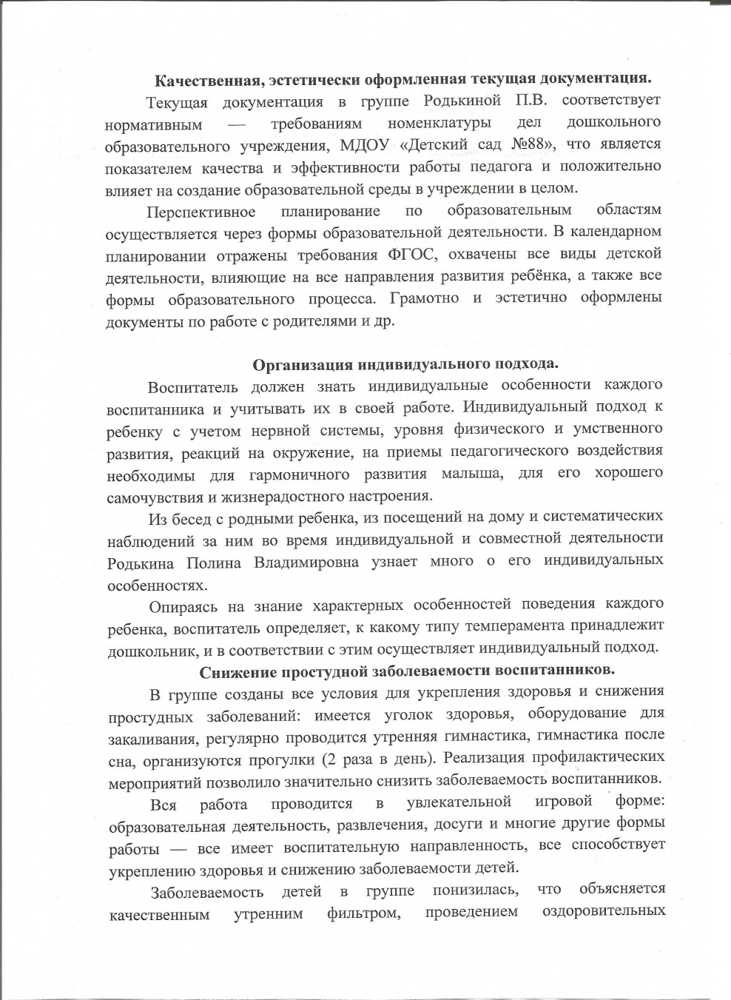 Качественная, эстетически оформленная текущая документация.
Текущая документация в группе Родькиной П.В. соответствует
нормативным — требованиям номенклатуры дел дошкольного
образовательного учреждения, МДОУ «Детский сад №88», что является
показателем качества и эффективности работы педагога и положительно
влияет на создание образовательной среды в учреждении в целом.
Перспективное планирование по образовательным областям
осуществляется через формы образовательной деятельности. В календарном
планировании отражены требования ФГОС, охвачены все виды детской
деятельности, влияющие на все направления развития ребёнка, а также все
формы образовательного процесса. Грамотно и эстетично оформлены
документы по работе с родителями и др.
Организация индивидуального подхода.
Воспитатель должен знать индивидуальные особенности каждого
воспитанника и учитывать их в своей работе. Индивидуальный подход к
ребенку с учетом нервной системы, уровня физического и умственного
развития, реакций на окружение, на приемы педагогического воздействия
необходимы для гармоничного развития малыша, для его хорошего
самочувствия и жизнерадостного настроения.
Из бесед с родными ребенка, из посещений на дому и систематических
наблюдений за ним во время индивидуальной и совместной деятельности
Родькина Полина Владимировна узнает много о его индивидуальных
особенностях.
Опираясь на знание характерных особенностей поведения каждого
ребенка, воспитатель определяет, к какому типу темперамента принадлежит
дошкольник, и в соответствии с этим осуществляет индивидуальный подход.
Снижение простудной заболеваемости воспитанников.
В группе созданы все условия для укрепления здоровья и снижения
простудных заболеваний: имеется уголок здоровья, оборудование для
закаливания, регулярно проводится утренняя гимнастика, гимнастика после
сна, организуются прогулки (2 раза в день). Реализация профилактических
мероприятий позволило значительно снизить заболеваемость воспитанников.
Вся работа проводится в увлекательной игровой форме:
образовательная деятельность, развлечения, досуги и многие другие формы
работы — все имеет воспитательную направленность, все способствует
укреплению здоровья и снижению заболеваемости детей.
Заболеваемость детей в группе понизилась, что объясняется
качественным утренним фильтром, проведением оздоровительных